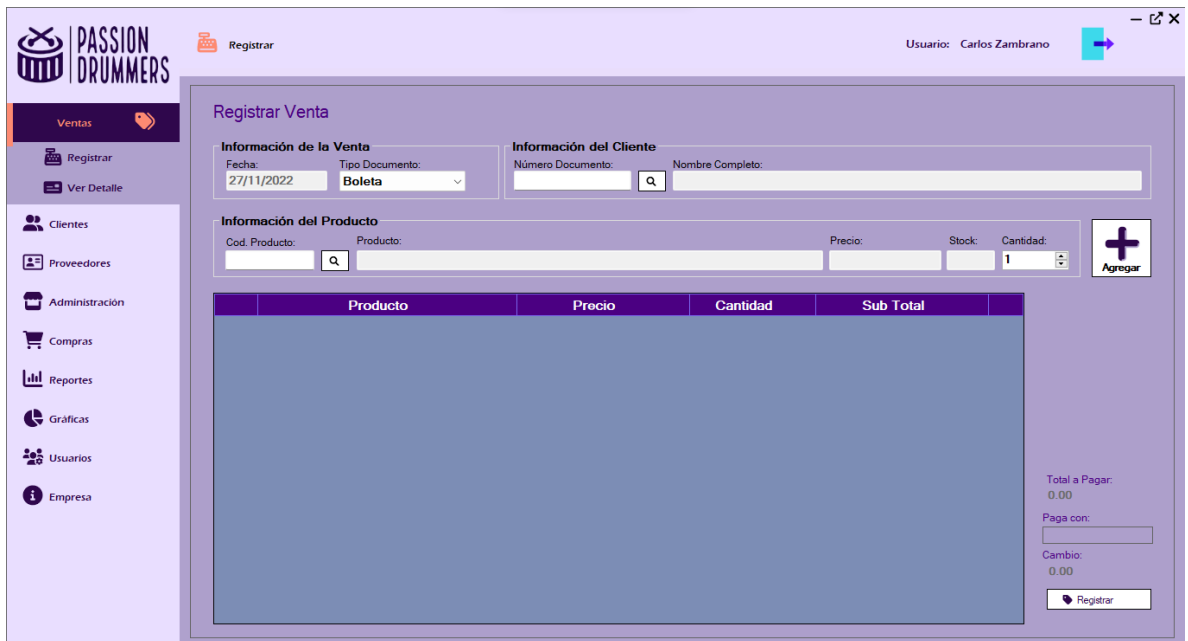 PASSION
DRUMMERS
Registrar
Usuario: Carlos Zambrano
Ventas
Registrar
Ver Detalle
Clientes
Proveedores
Administración
Compras
Reportes
Gráficas
Usuarios
Empresa
Registrar Venta
Información de la Venta
Fecha: Tipo Documento:
27/11/2022 Boleta
Información del Cliente
Número Documento: Nombre Completo:
Información del Producto
Cod. Producto: Producto: Precio: Stock: Cantidad:
1
Agregar
Producto Precio Cantidad Sub Total
Total a Pagar:
0.00
Paga con:
Cambio:
0.00
Registrar